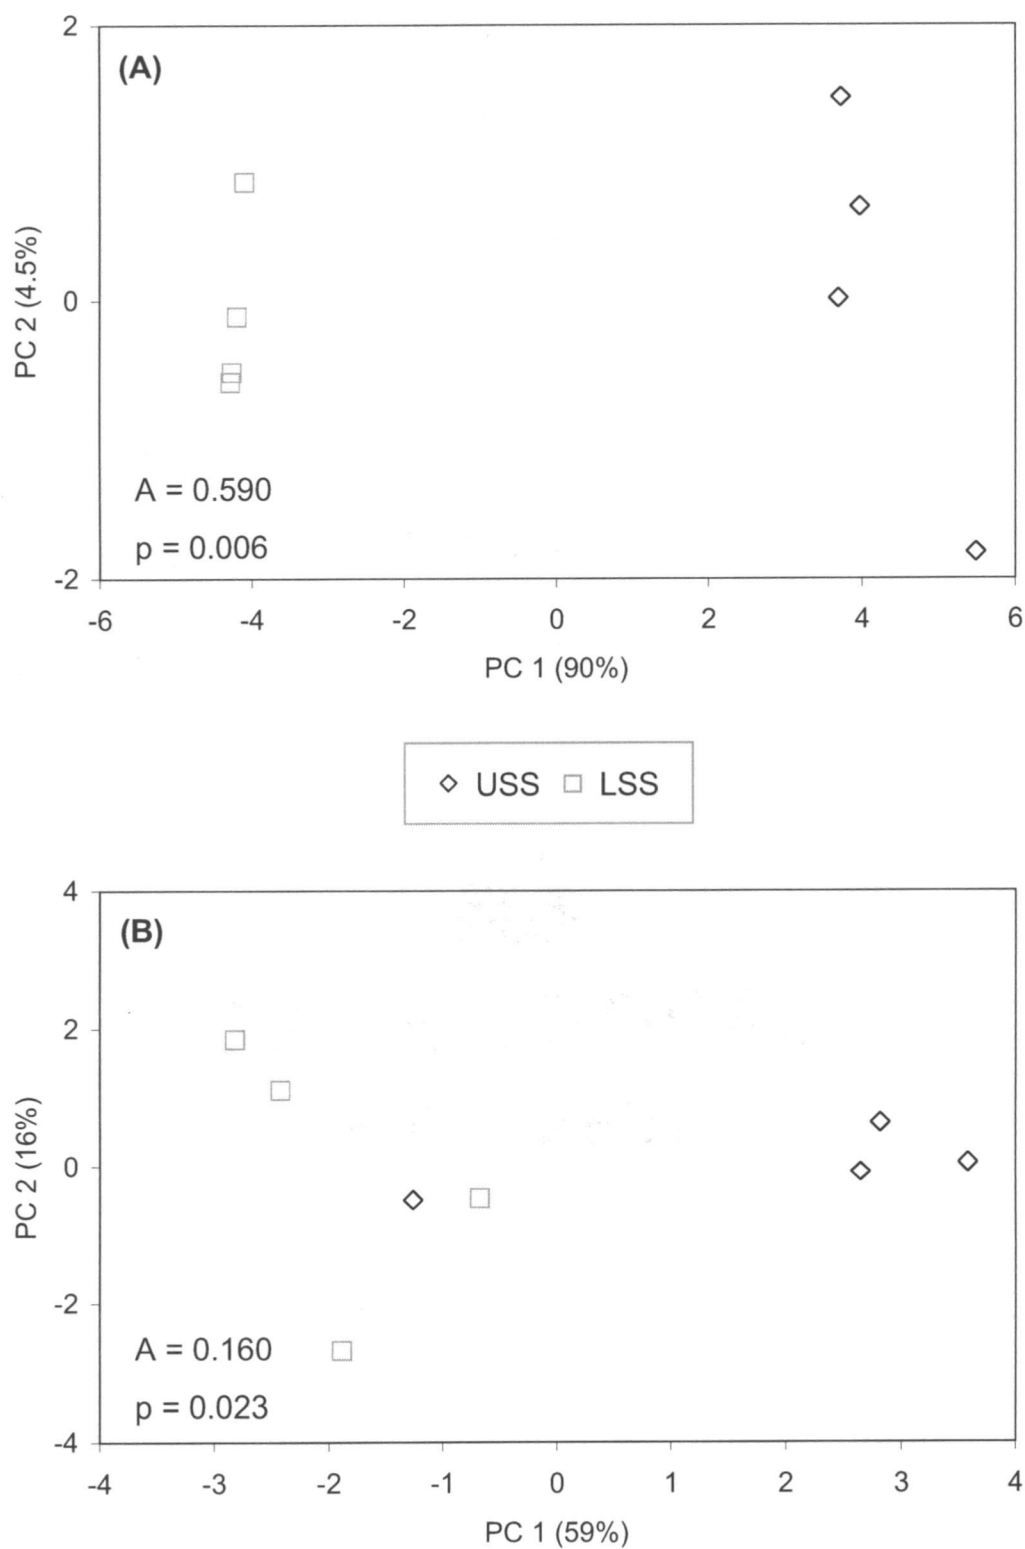 2
(A)
0
PC 2 (4.5%)
A = 0.590
p = 0.006
-2
-6 -4 -2 0 2 4 6
PC 1 (90%)
USS LSS
4
(B)
2
0
PC 2 (16%)
-2
A = 0.160
p = 0.023
-4
-4 -3 -2 -1 0 1 2 3 4
PC 1 (59%)